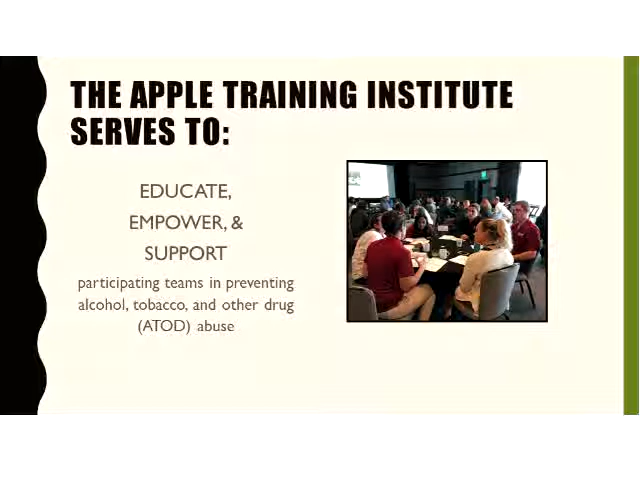 THE APPLE TRAINING INSTITUTE
SERVES TO:
EDUCATE,
EMPOWER, &
SUPPORT
participating teams in preventing
alcohol, tobacco, and other drug
(ATOD) abuse